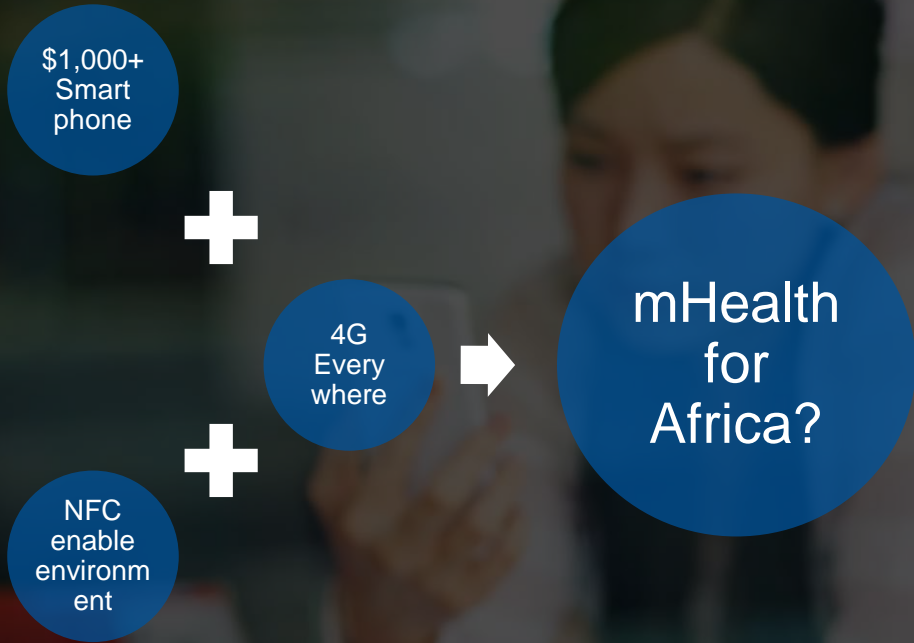 $1,000+
Smart
phone
4G
Every
where
NFC
enable
environm
ent
mHealth
for
Africa?